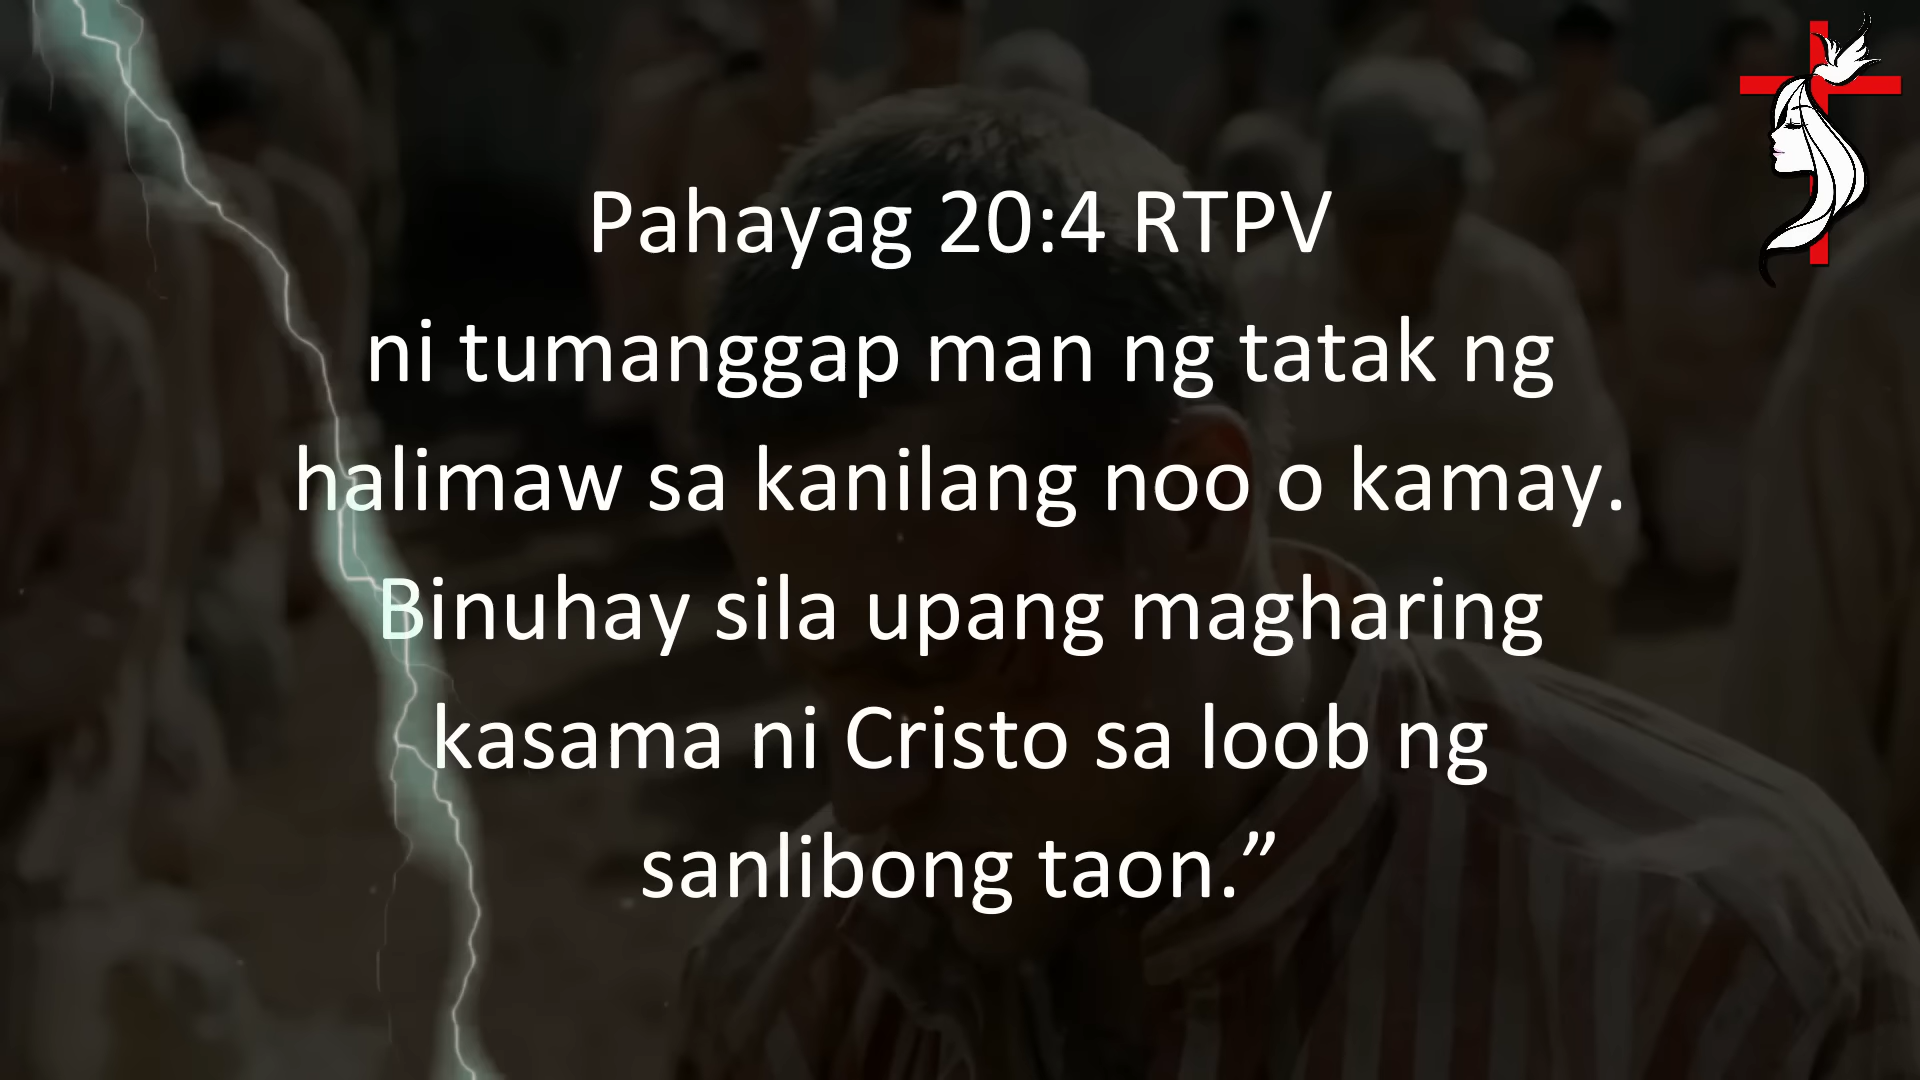 Pahayag 20:4 RTPV
ni tumanggap man ng tatak ng
halimaw sa kanilang noo o kamay.
Binuhay sila upang magharing
kasama ni Cristo sa loob ng
sanlibong taon.”